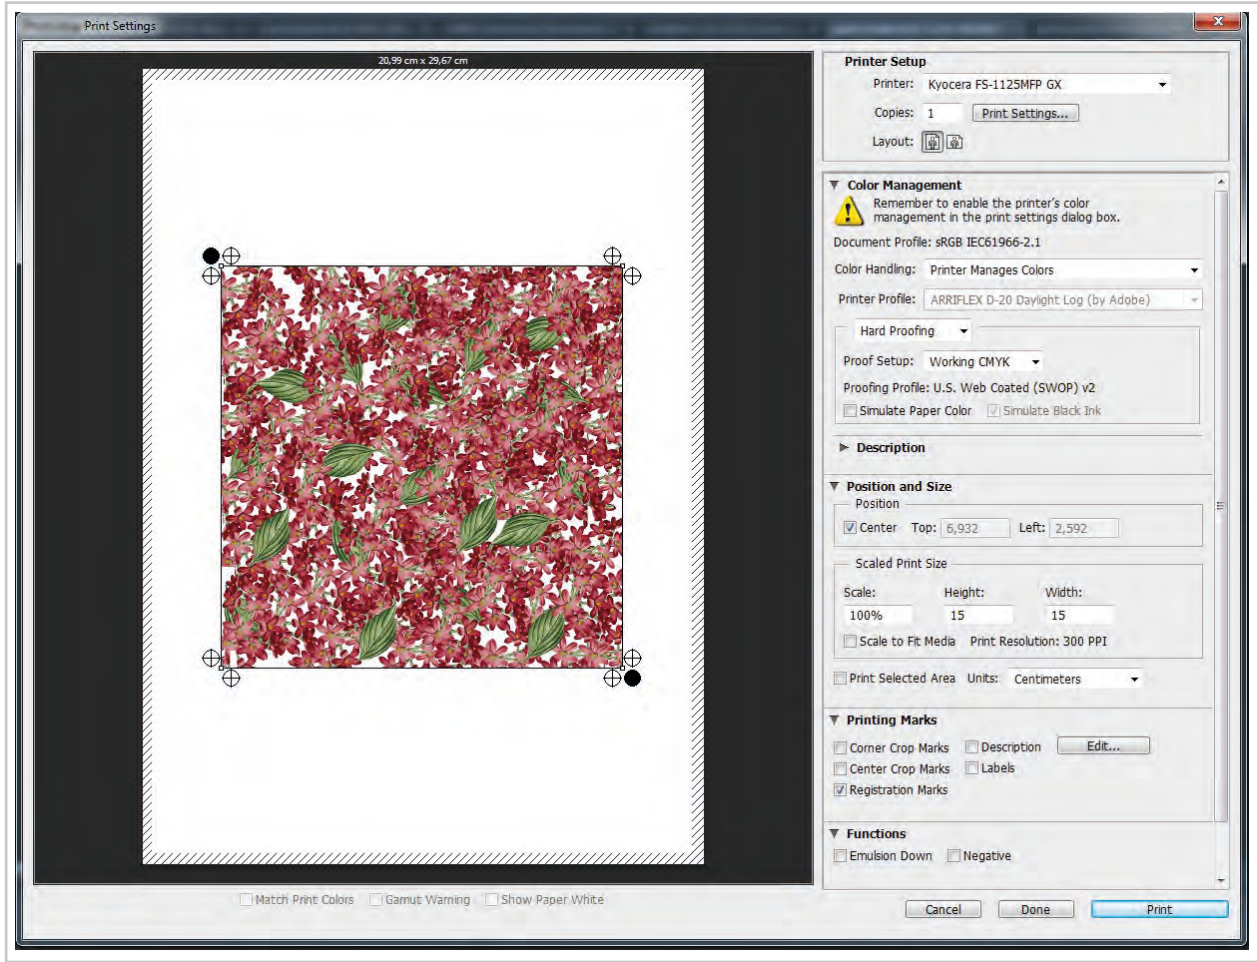 Print Settings
20,99 cm x 29,67 cm
Printer Setup
Printer: Kyocera FS-1125MFP GX
Copies: 1 Print Settings...
Layout:
Color Management
Remember to enable the printer's color
management in the print settings dialog box.
Document Profile: sRGB IEC61966-2.1
Color Handling: Printer Manages Colors
Printer Profile: ARRIFLEX D-20 Daylight Log (by Adobe)
Hard Proofing
Proof Setup: Working CMYK
Proofing Profile: U.S. Web Coated (SWOP) v2
Simulate Paper Color Simulate Black Ink
Description
Position and Size
Position
Center Top: 6,932 Left: 2,592
Scaled Print Size
Scale: Height: Width:
100% 15 15
Scale to Fit Media Print Resolution: 300 PPI
Print Selected Area Units: Centimeters
Printing Marks
Corner Crop Marks Description Edit...
Center Crop Marks Labels
Registration Marks
Functions
Emulsion Down Negative
Match Print Colors Gamut Warning Show Paper White
Cancel Done Print